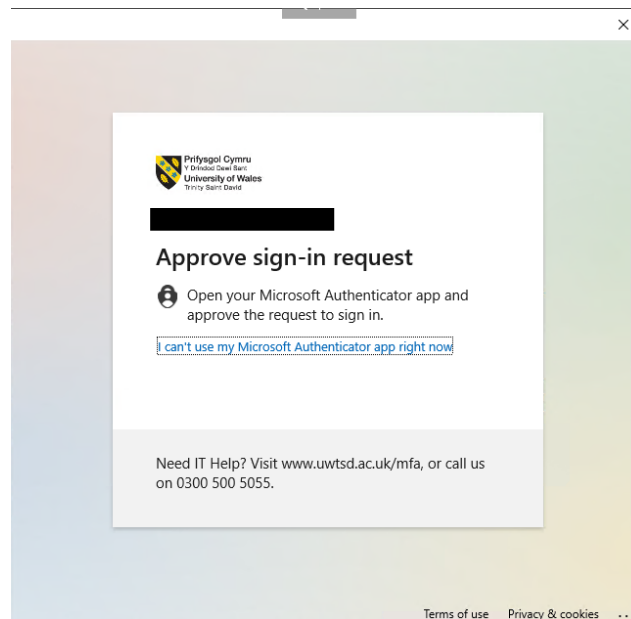 Prifysgol Cymru
Y Drindod Dewi Sant
University of Wales
Trinity Saint David
Approve sign-in request
Open your Microsoft Authenticator app and
approve the request to sign in.
I can't use my Microsoft Authenticator app right now
Need IT Help? Visit www.uwtsd.ac.uk/mfa, or call us
on 0300 500 5055.
Terms of use Privacy & cookies